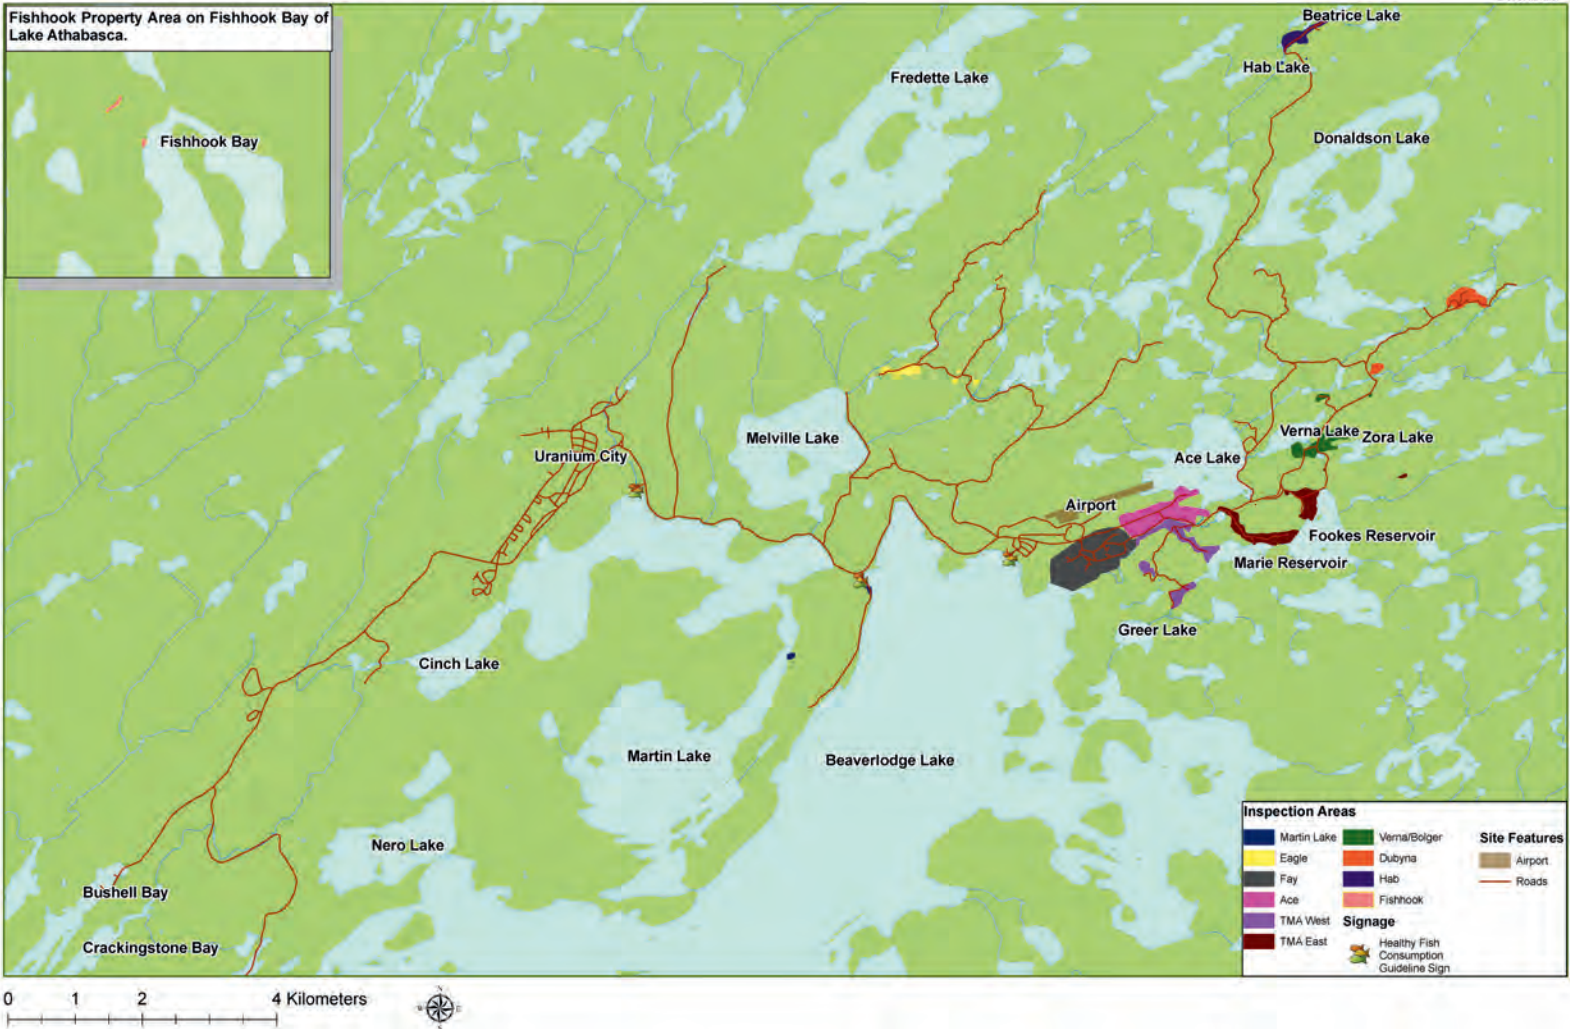 Fishhook Property Area on Fishhook Bay of
Lake Athabasca.
Fishhook Bay
Beatrice Lake
Hab Lake
Fredette Lake
Donaldson Lake
Melville Lake
Uranium City
Verna Lake
Zora Lake
Ace Lake
Airport
Fookes Reservoir
Marie Reservoir
Greer Lake
Cinch Lake
Martin Lake
Beaverlodge Lake
Nero Lake
Bushell Bay
Crackingstone Bay
Inspection Areas
Martin Lake
Eagle
Fay
Ace
TMA West
TMA East
Verna/Bolger
Dubyna
Hab
Fishhook
Signage
Healthy Fish
Consumption
Guideline Sign
Site Features
Airport
Roads
0 1 2 4 Kilometers
N